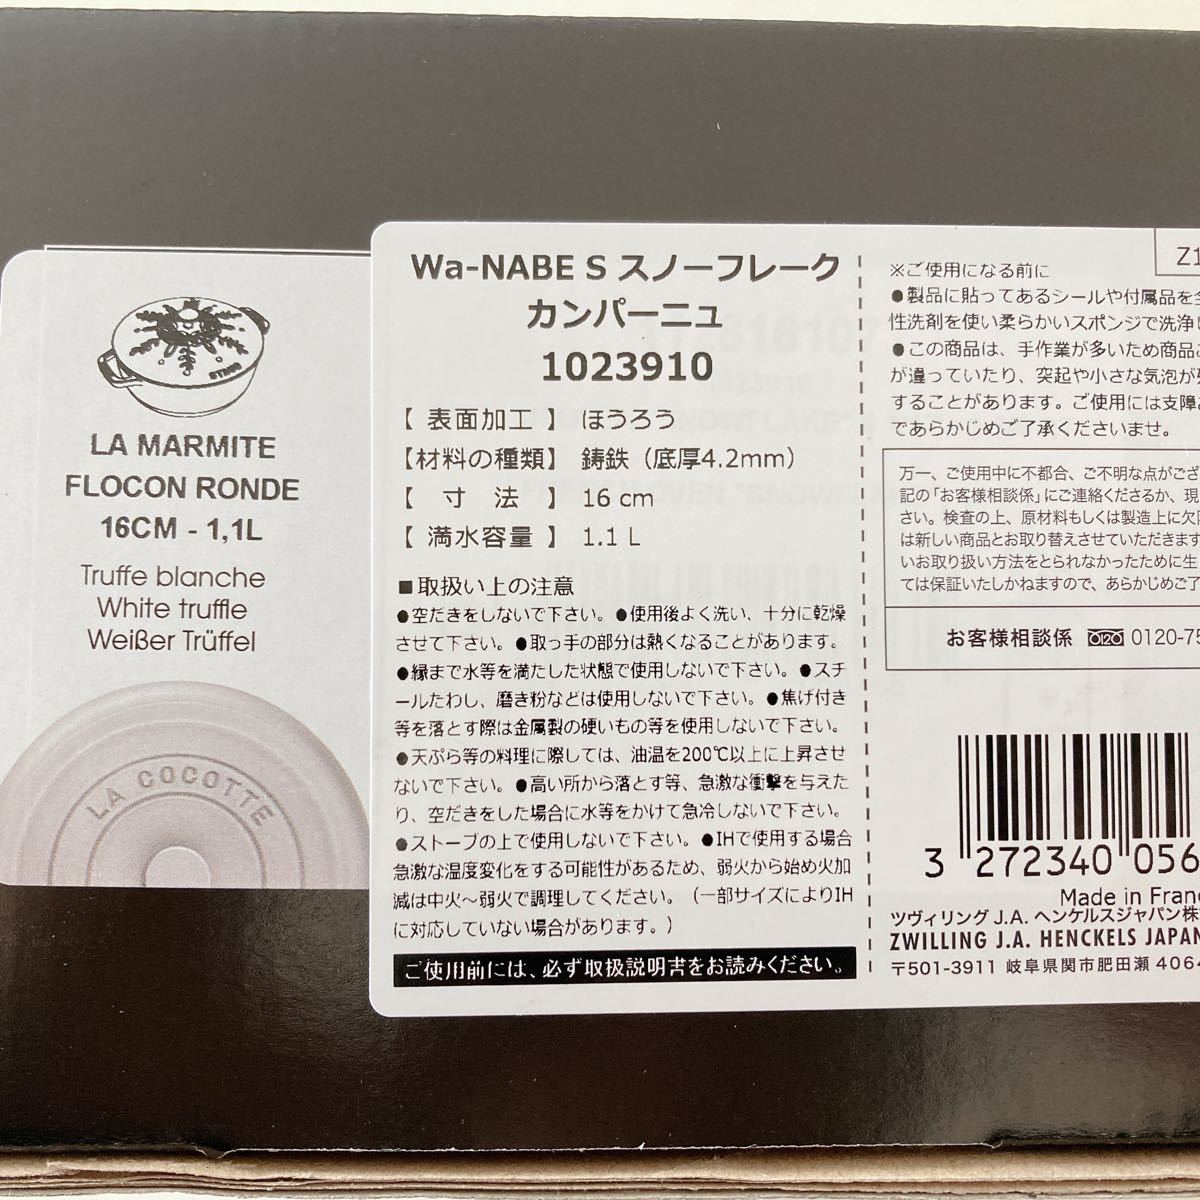 STAUB
LA MARMITE
FLOCON RONDE
16CM - 1,1L
Truffe blanche
White truffle
Weißer Trüffel
LA COCOTTE
Wa-NABE S スノーフレーク
カンパーニュ
1023910
【 表面加工 】 ほうろう
【材料の種類】 鋳鉄（底厚4.2mm）
【 寸 法 】 16 cm
【 満水容量 】 1.1 L
■取扱い上の注意
●空だきをしないで下さい。●使用後よく洗い、十分に乾燥
させて下さい。●取っ手の部分は熱くなることがあります。
●縁まで水等を満たした状態で使用しないで下さい。●スチ
ールたわし、磨き粉などは使用しないで下さい。●焦げ付き
等を落とす際は金属製の硬いもの等を使用しないで下さい。
●天ぷら等の料理に際しては、油温を200℃以上に上昇させ
ないで下さい。●高い所から落とす等、急激な衝撃を与えた
り、空だきをした場合に水等をかけて急冷しないで下さい。
●ストーブの上で使用しないで下さい。●IHで使用する場合
急激な温度変化をする可能性があるため、弱火から始め火加
減は中火～弱火で調理してください。（一部サイズによりIH
に対応していない場合があります。）
ご使用前には、必ず取扱説明書をお読みください。
Z1
※ご使用になる前に
●製品に貼ってあるシールや付属品を全
性洗剤を使い柔らかいスポンジで洗浄し
●この商品は、手作業が多いため商品
が違っていたり、突起や小さな気泡が
することがあります。ご使用には支障
であらかじめご了承くださいませ。
万一、ご使用中に不都合、ご不明な点がござ
記の「お客様相談係」にご連絡くださるか、現
さい。検査の上、原材料もしくは製造上に欠
は新しい商品とお取り替えさせていただきます
いお取り扱い方法をとられなかったために生
ては保証いたしかねますので、あらかじめご了
お客様相談係 0120-75
3 272340 056
Made in Franc
ツヴィリング J.A. ヘンケルスジャパン株
ZWILLING J.A. HENCKELS JAPAN
〒501-3911 岐阜県関市肥田瀬 4064